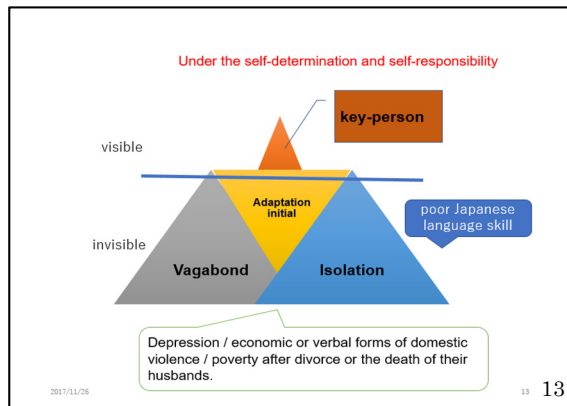 Under the self-determination and self-responsibility
key-person
visible
Adaptation
initial
poor Japanese
language skill
invisible
Vagabond
Isolation
Depression / economic or verbal forms of domestic
violence / poverty after divorce or the death of their
husbands.
2017/11/26
13
13